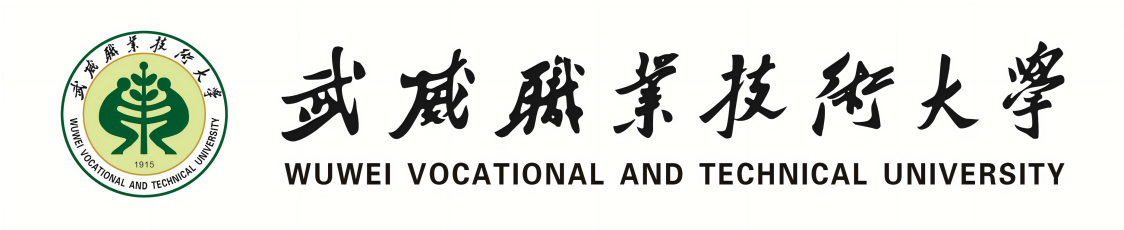 武威職業技術大學
WUWEI VOCATIONAL AND TECHNICAL UNIVERSITY
1915
武威職業技術大學
WUWEI VOCATIONAL AND TECHNICAL UNIVERSITY